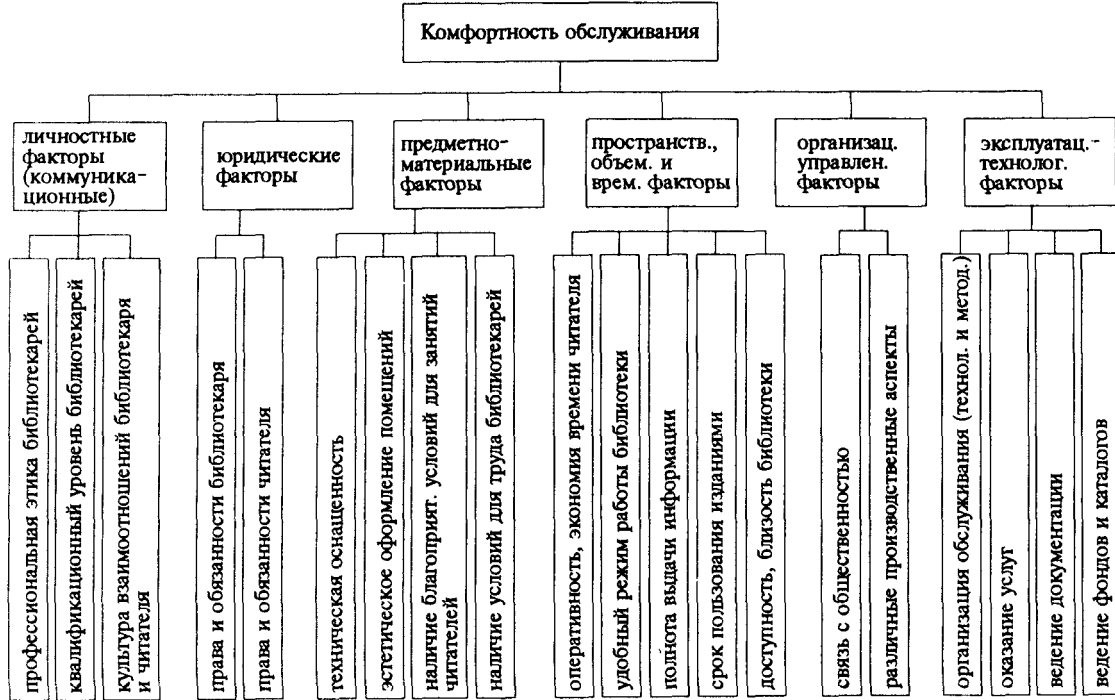 Комфортность обслуживания
личностные
факторы
(коммуника-
ционные)
юридические
факторы
предметно-
материальные
факторы
пространств.,
объем. и
врем. факторы
организац.
управлен.
факторы
эксплуатац.-
технолог.
факторы
профессиональная этика библиотекарей
квалификационный уровень библиотекарей
культура взаимоотношений библиотекаря
и читателя
права и обязанности библиотекаря
права и обязанности читателя
техническая оснащенность
эстетическое оформление помещений
наличие благоприят. условий для занятий
читателей
наличие условий для труда библиотекарей
оперативность, экономия времени читателя
удобный режим работы библиотеки
полнота выдачи информации
срок пользования изданиями
доступность, близость библиотеки
связь с общественностью
различные производственные аспекты
организация обслуживания (технол. и метод.)
оказание услуг
ведение документации
ведение фондов и каталогов